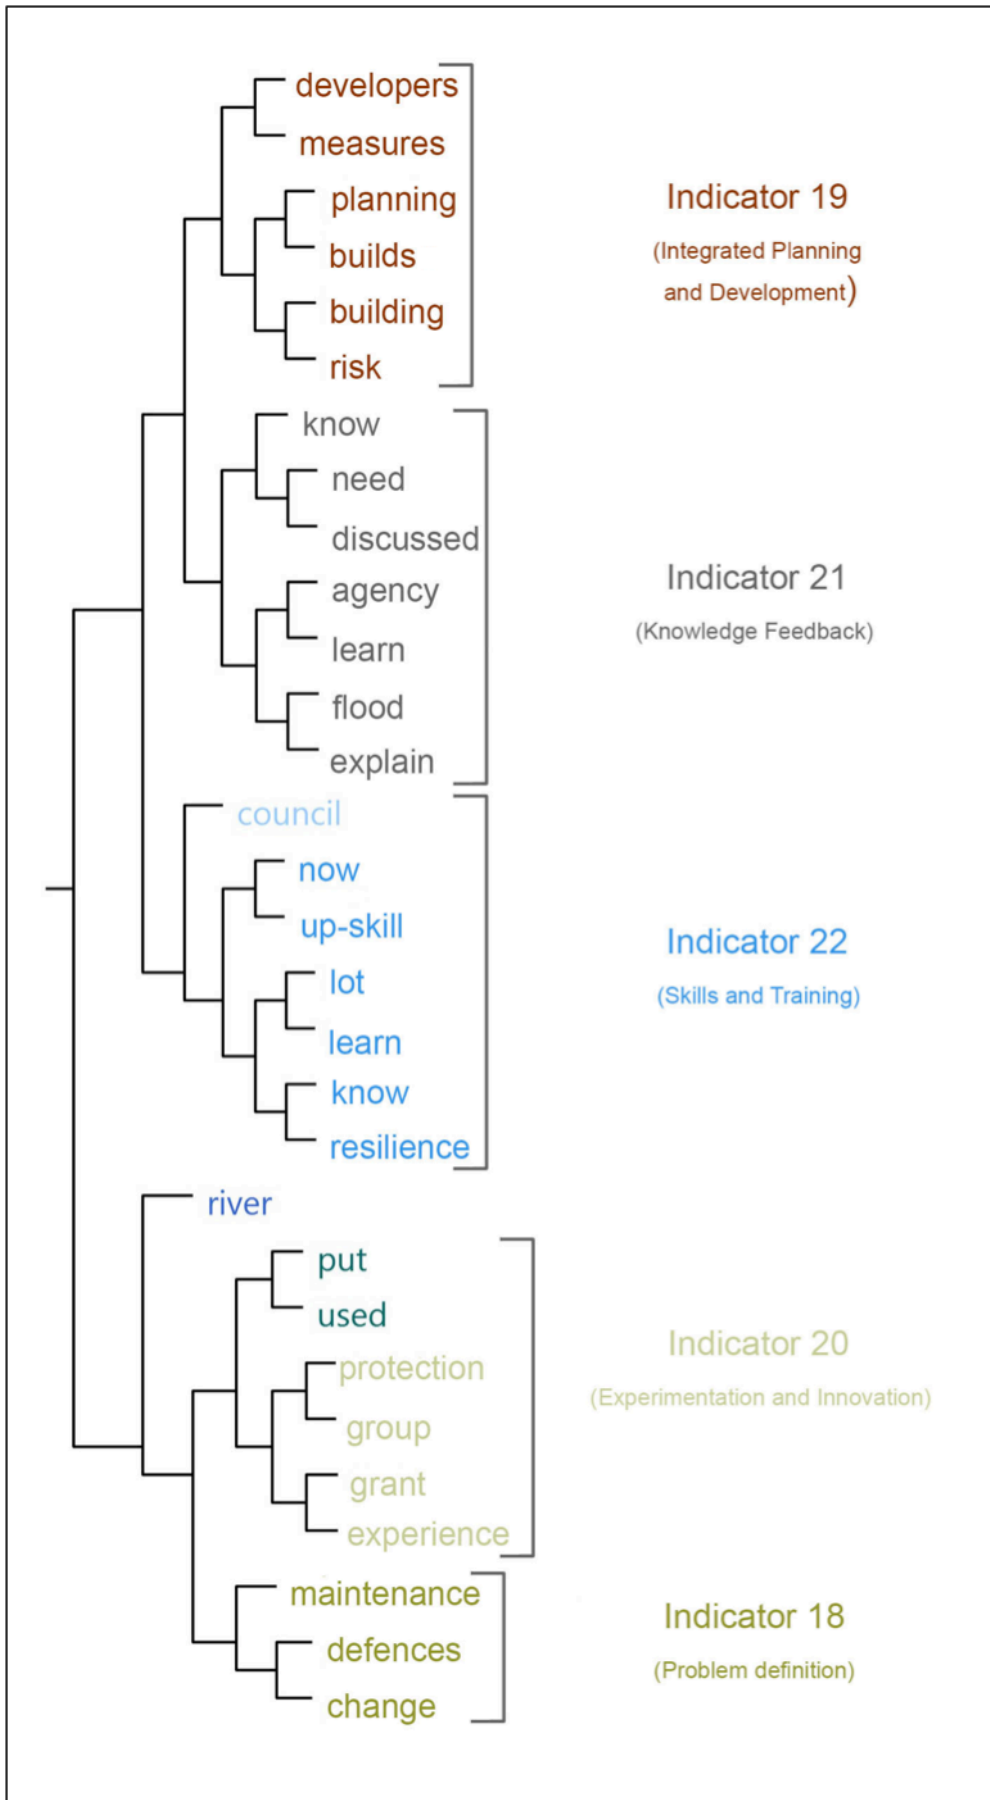 developers
measures
planning
builds
building
risk
Indicator 19
(Integrated Planning
and Development)
know
need
discussed
agency
learn
flood
explain
Indicator 21
(Knowledge Feedback)
council
now
up-skill
lot
learn
know
resilience
Indicator 22
(Skills and Training)
river
put
used
protection
group
grant
experience
Indicator 20
(Experimentation and Innovation)
maintenance
defences
change
Indicator 18
(Problem definition)